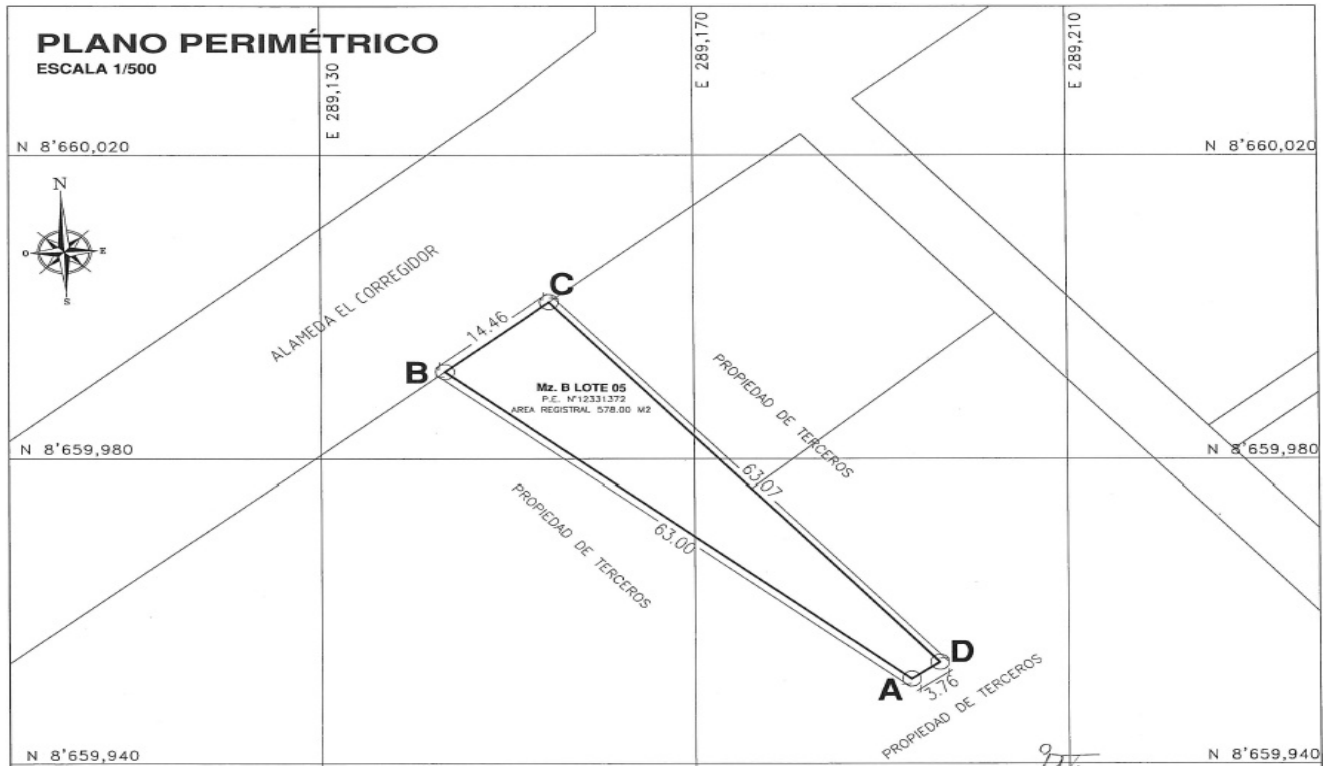 PLANO PERIMÉTRICO
ESCALA 1/500
E 289,130
E 289,170
E 289,210
N 8'660,020
N 8'660,020
N
O
E
S
ALAMEDA EL CORREGIDOR
C
14.46
B
Mz. B LOTE 05
P.E. N°12331372
AREA REGISTRAL 578.00 M2
PROPIEDAD DE TERCEROS
N 8'659,980
N 8'659,980
63.07
PROPIEDAD DE TERCEROS
63.00
D
A
3.76
PROPIEDAD DE TERCEROS
N 8'659,940
N 8'659,940